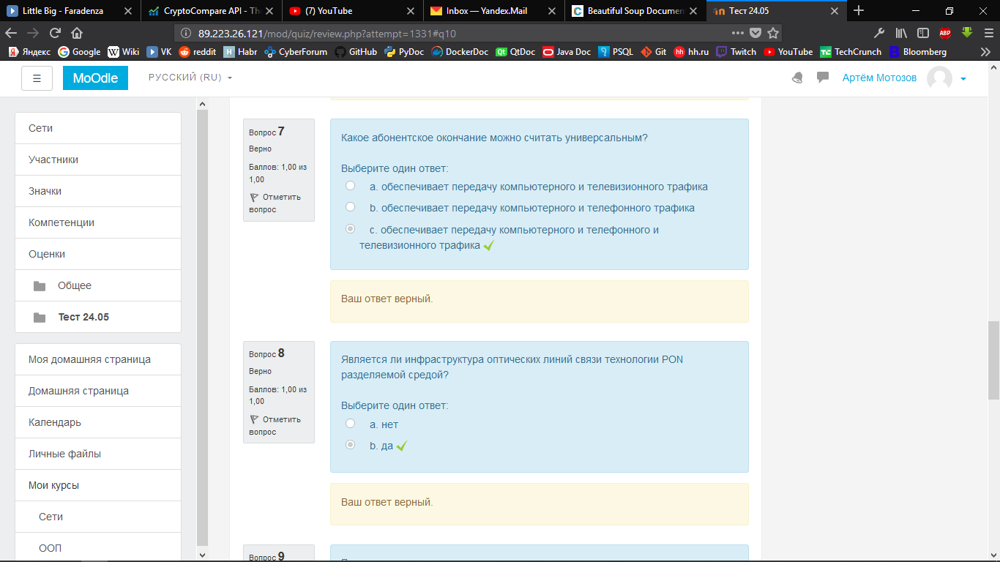 Little Big - Faradenza
CryptoCompare API - Th
(7) YouTube
Inbox — Yandex.Mail
Beautiful Soup Documen
Тест 24.05
89.223.26.121/mod/quiz/review.php?attempt=1331#q10
ABP
Яндекс
Google
Wiki
VK
reddit
Habr
CyberForum
GitHub
PyDoc
DockerDoc
QtDoc
Java Doc
PSQL
Git
hh.ru
Twitch
YouTube
TechCrunch
Bloomberg
MoOdle
РУССКИЙ (RU)
Артём Мотозов
Сети
Участники
Значки
Компетенции
Оценки
Общее
Тест 24.05
Моя домашняя страница
Домашняя страница
Календарь
Личные файлы
Мои курсы
Сети
ООП
Вопрос 7
Верно
Баллов: 1,00 из
1,00
Отметить
вопрос
Какое абонентское окончание можно считать универсальным?
Выберите один ответ:
a. обеспечивает передачу компьютерного и телевизионного трафика
b. обеспечивает передачу компьютерного и телефонного трафика
c. обеспечивает передачу компьютерного и телефонного и
телевизионного трафика
Ваш ответ верный.
Вопрос 8
Верно
Баллов: 1,00 из
1,00
Отметить
вопрос
Является ли инфраструктура оптических линий связи технологии PON
разделяемой средой?
Выберите один ответ:
a. нет
b. да
Ваш ответ верный.
Вопрос 9